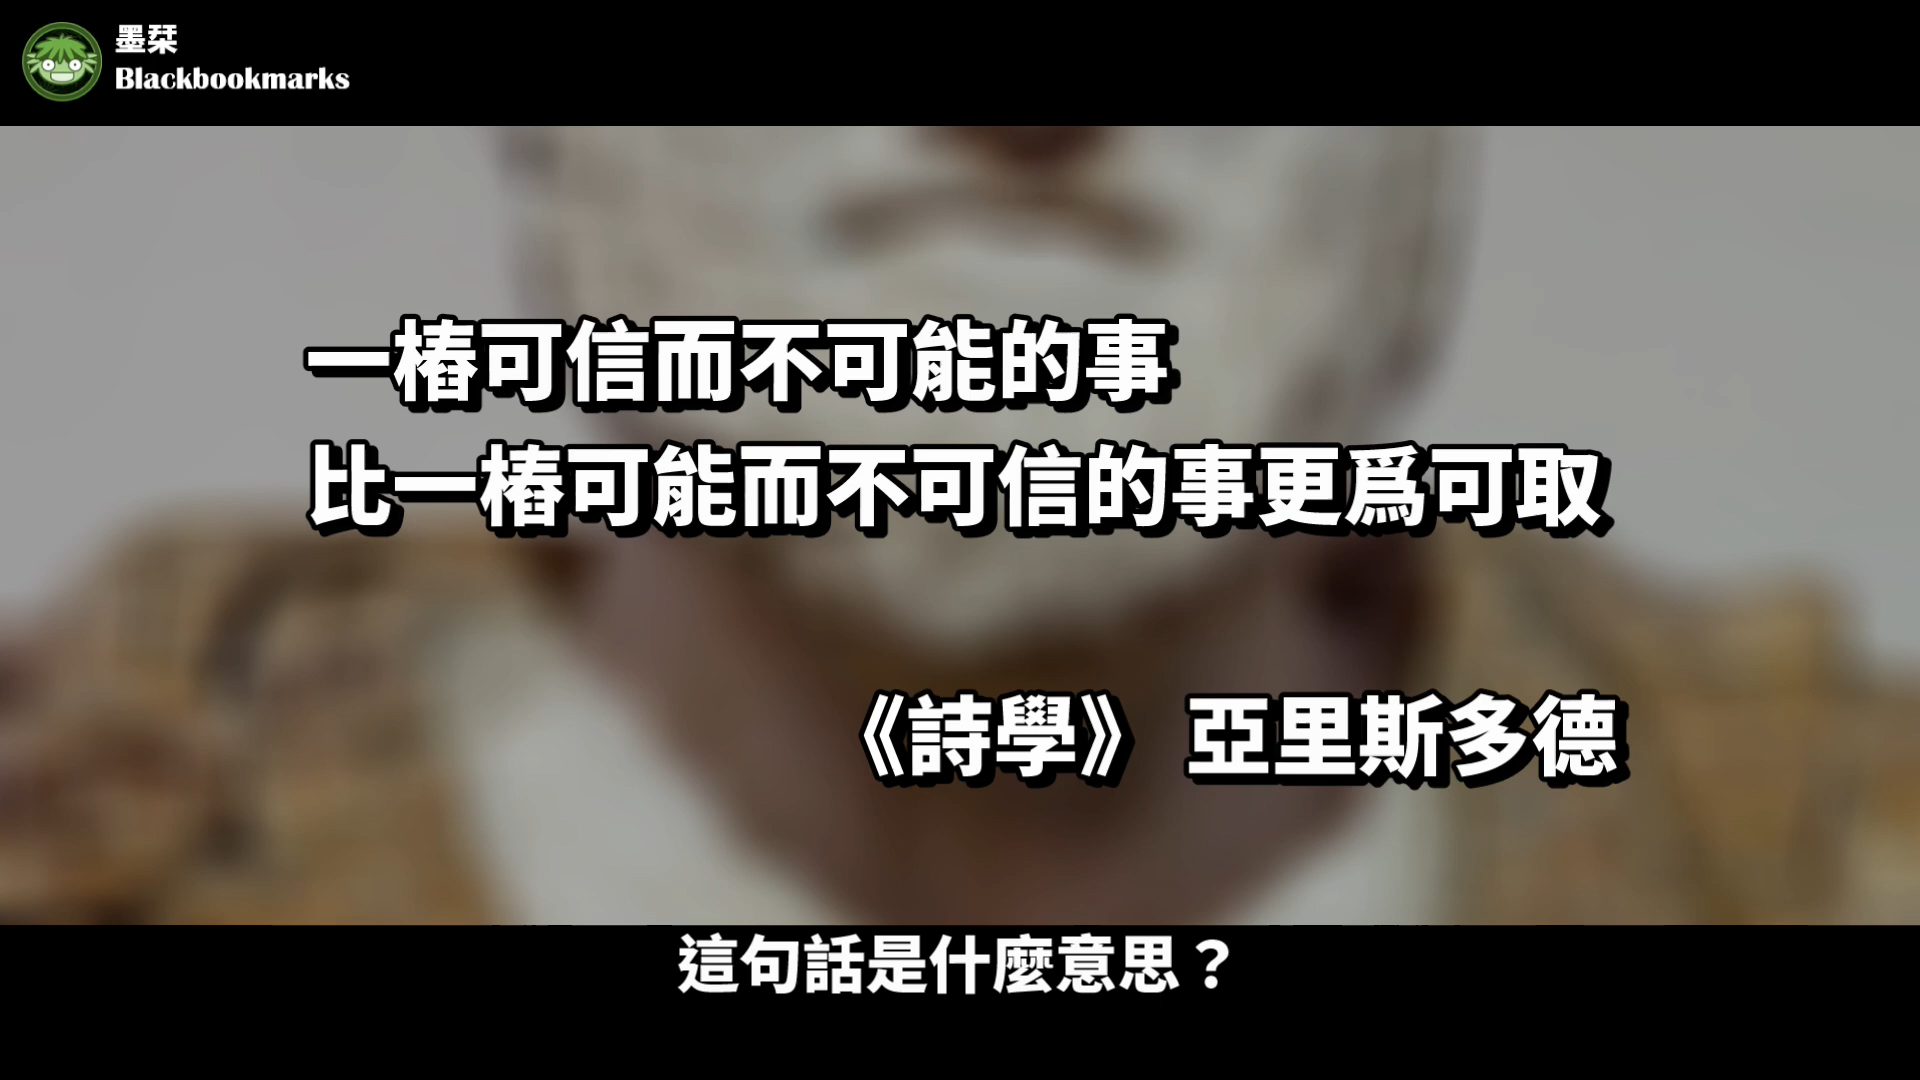 墨栞
Blackbookmarks
一樁可信而不可能的事
比一樁可能而不可信的事更爲可取
《詩學》 亞里斯多德
這句話是什麼意思？